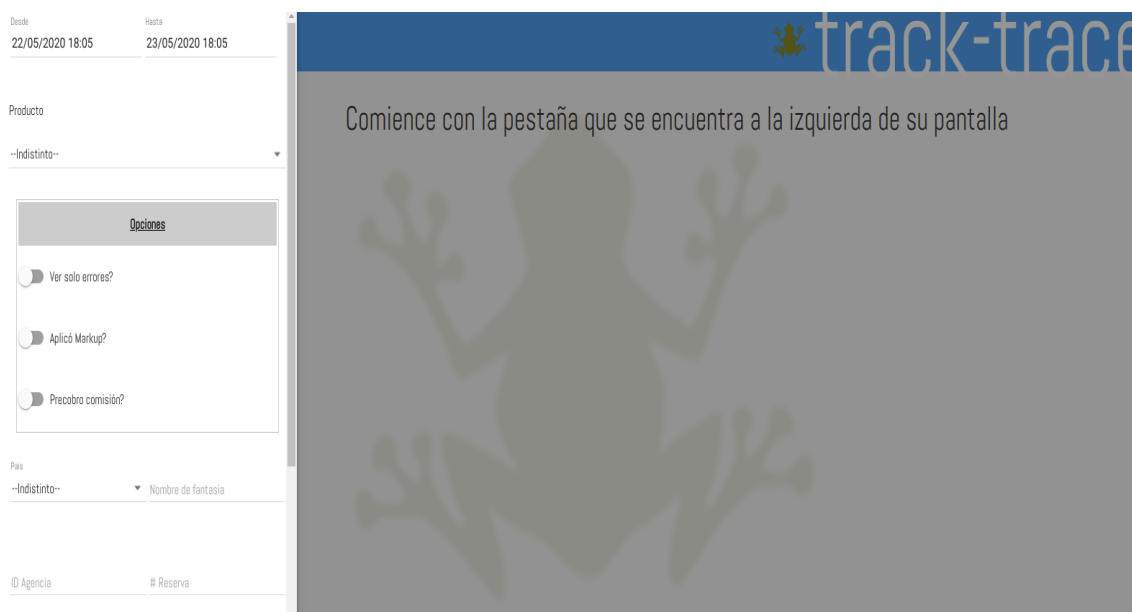 Desde Hasta
22/05/2020 18:05 23/05/2020 18:05
Producto
--Indistinto--
Opciones
Ver solo errores?
Aplicó Markup?
Precobro comisión?
Pais
--Indistinto-- Nombre de fantasia
ID Agencia # Reserva
track-trace
Comience con la pestaña que se encuentra a la izquierda de su pantalla